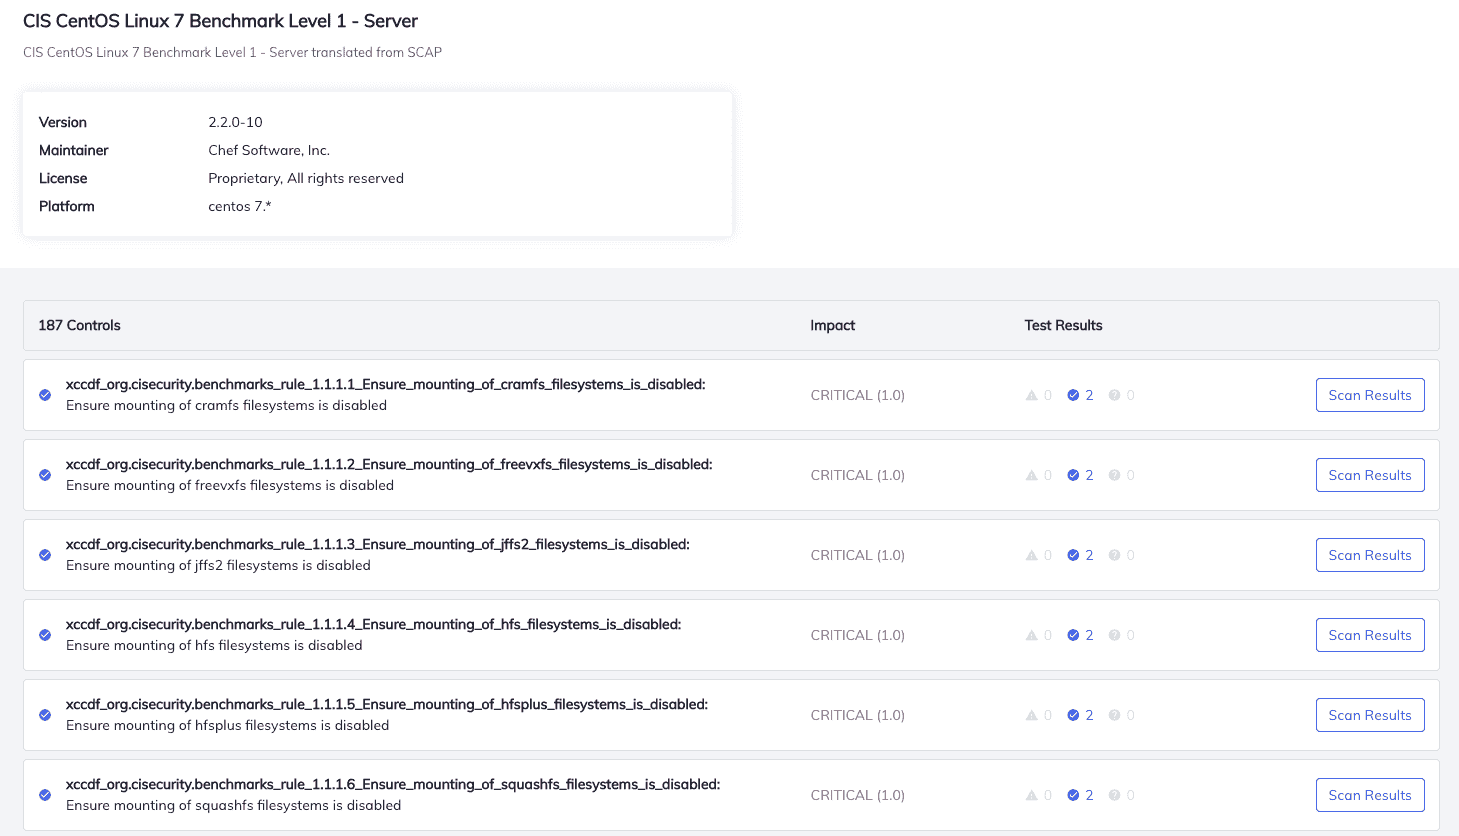 CIS CentOS Linux 7 Benchmark Level 1 - Server
CIS CentOS Linux 7 Benchmark Level 1 - Server translated from SCAP
Version 2.2.0-10
Maintainer Chef Software, Inc.
License Proprietary, All rights reserved
Platform centos 7.*
187 Controls Impact Test Results
xccdf_org.cisecurity.benchmarks_rule_1.1.1.1_Ensure_mounting_of_cramfs_filesystems_is_disabled:
Ensure mounting of cramfs filesystems is disabled
CRITICAL (1.0) 0 2 0 Scan Results
xccdf_org.cisecurity.benchmarks_rule_1.1.1.2_Ensure_mounting_of_freevxfs_filesystems_is_disabled:
Ensure mounting of freevxfs filesystems is disabled
CRITICAL (1.0) 0 2 0 Scan Results
xccdf_org.cisecurity.benchmarks_rule_1.1.1.3_Ensure_mounting_of_jffs2_filesystems_is_disabled:
Ensure mounting of jffs2 filesystems is disabled
CRITICAL (1.0) 0 2 0 Scan Results
xccdf_org.cisecurity.benchmarks_rule_1.1.1.4_Ensure_mounting_of_hfs_filesystems_is_disabled:
Ensure mounting of hfs filesystems is disabled
CRITICAL (1.0) 0 2 0 Scan Results
xccdf_org.cisecurity.benchmarks_rule_1.1.1.5_Ensure_mounting_of_hfsplus_filesystems_is_disabled:
Ensure mounting of hfsplus filesystems is disabled
CRITICAL (1.0) 0 2 0 Scan Results
xccdf_org.cisecurity.benchmarks_rule_1.1.1.6_Ensure_mounting_of_squashfs_filesystems_is_disabled:
Ensure mounting of squashfs filesystems is disabled
CRITICAL (1.0) 0 2 0 Scan Results